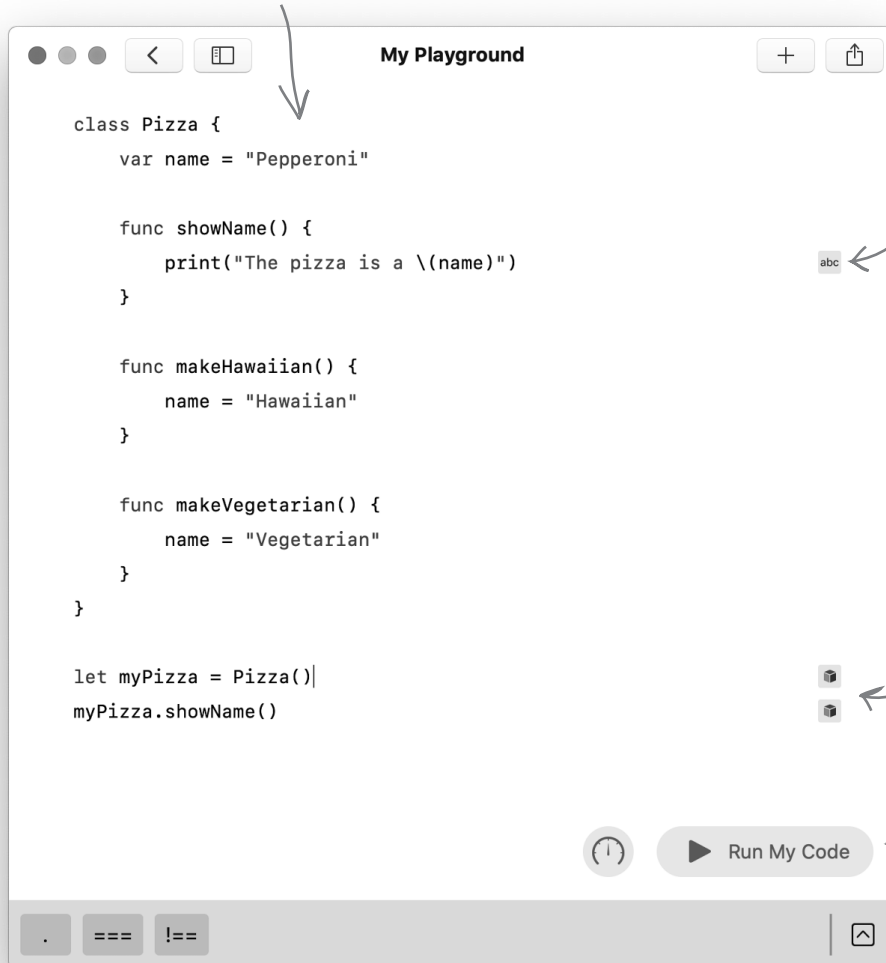 My Playground
class Pizza {
var name = "Pepperoni"
func showName() {
print("The pizza is a \(name)")
abc
}
func makeHawaiian() {
name = "Hawaiian"
}
func makeVegetarian() {
name = "Vegetarian"
}
}
let myPizza = Pizza()
myPizza.showName()
Run My Code
. === !==